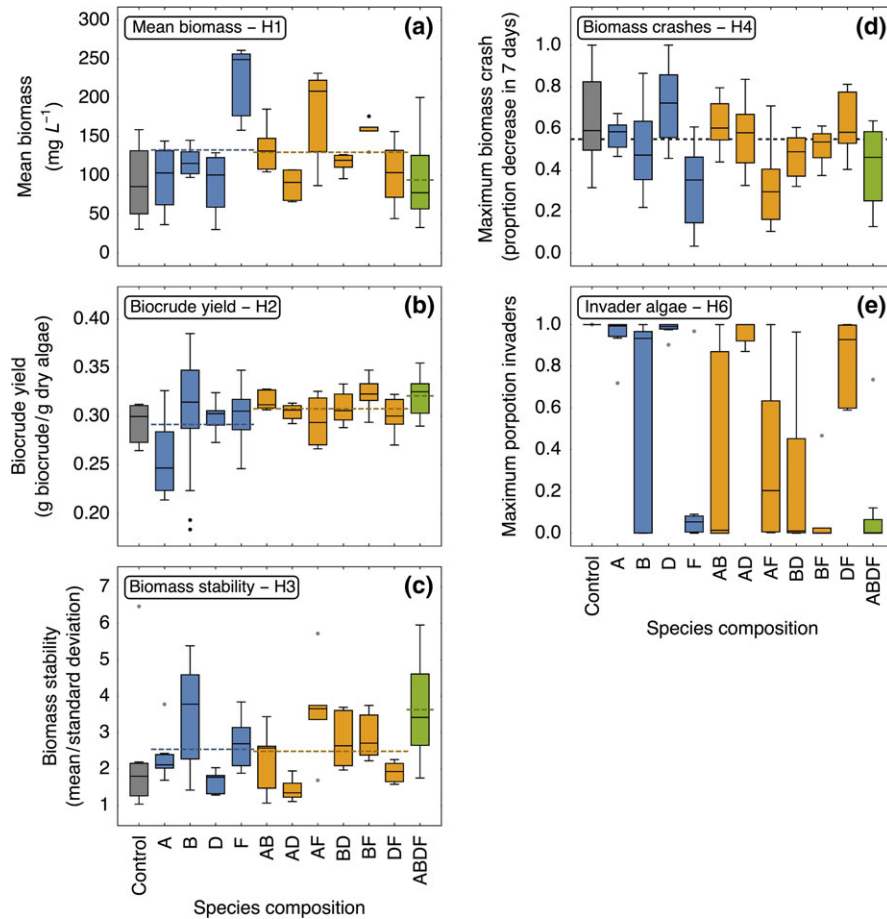 Mean biomass – H1
(a)
Mean biomass
(mg L⁻¹)
300
250
200
150
100
50
0
Biocrude yield – H2
(b)
Biocrude yield
(g biocrude/g dry algae)
0.40
0.35
0.30
0.25
0.20
Biomass stability – H3
(c)
Biomass stability
(mean/standard deviation)
7
6
5
4
3
2
1
Control
A
B
D
F
AB
AD
AF
BD
BF
DF
ABDF
Species composition
Biomass crashes – H4
(d)
Maximum biomass crash
(proprtion decrease in 7 days)
1.0
0.8
0.6
0.4
0.2
0.0
Invader algae – H6
(e)
Maximum porpotion invaders
1.0
0.8
0.6
0.4
0.2
0.0
Control
A
B
D
F
AB
AD
AF
BD
BF
DF
ABDF
Species composition